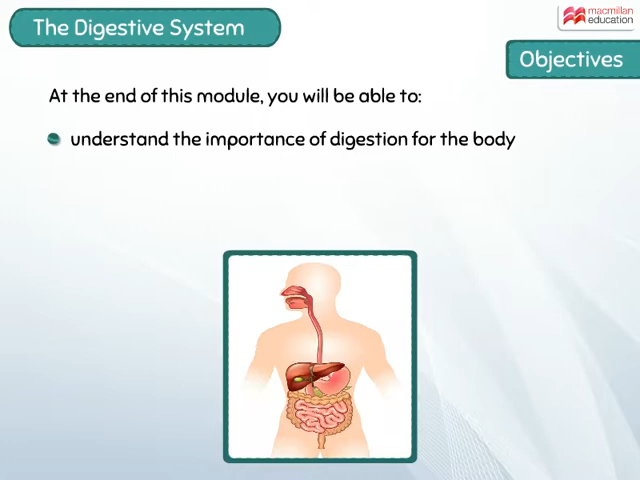 The Digestive System
macmillan
education
Objectives
At the end of this module, you will be able to:
understand the importance of digestion for the body